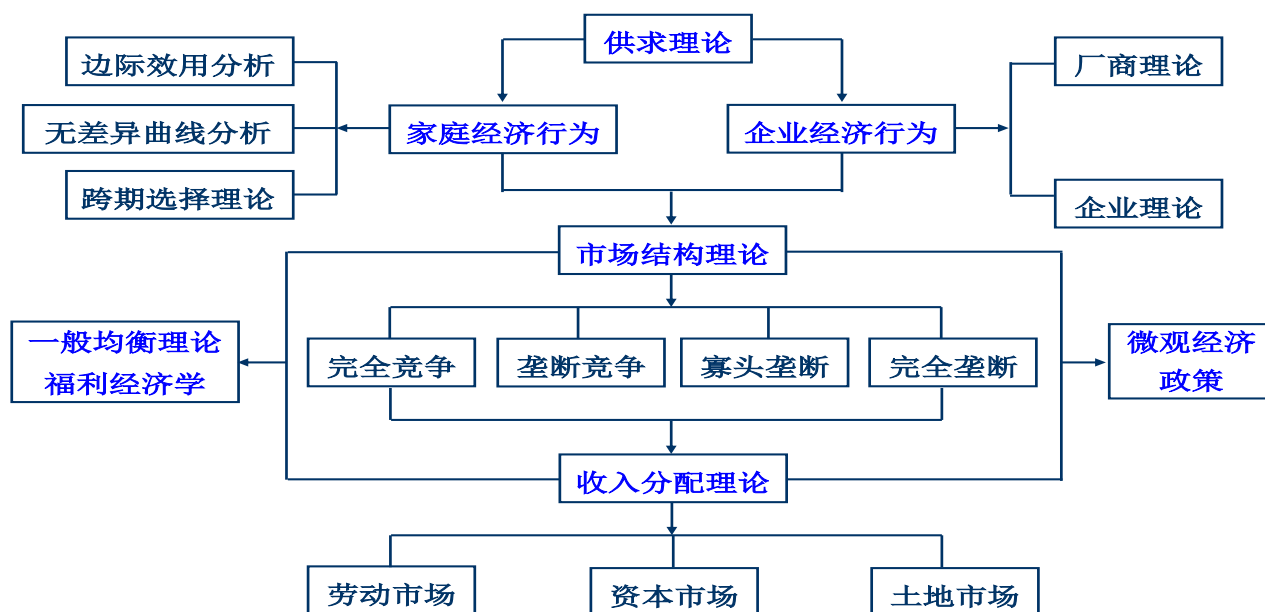 供求理论
边际效用分析
厂商理论
无差异曲线分析
家庭经济行为
企业经济行为
跨期选择理论
企业理论
市场结构理论
一般均衡理论
福利经济学
完全竞争
垄断竞争
寡头垄断
完全垄断
微观经济
政策
收入分配理论
劳动市场
资本市场
土地市场